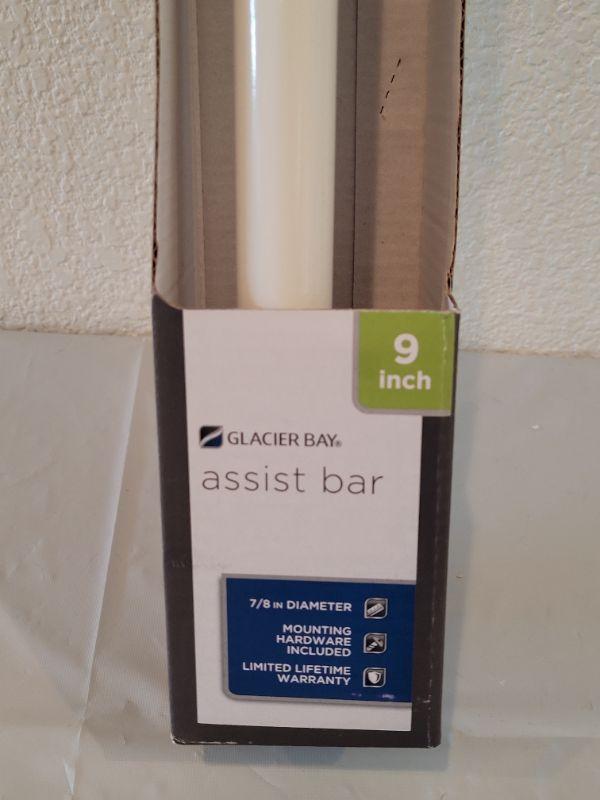 9
inch
GLACIER BAY®
assist bar
7/8 IN DIAMETER
MOUNTING
HARDWARE
INCLUDED
LIMITED LIFETIME
WARRANTY